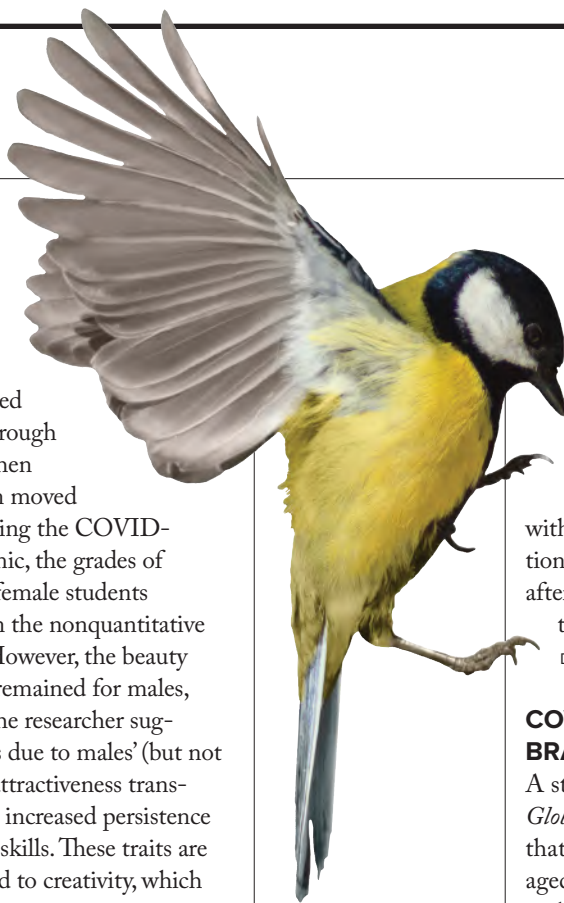 ed
rough
hen
moved
ing the COVID-
nic, the grades of
female students
n the nonquantitative
However, the beauty
remained for males,
he researcher sug-
s due to males’ (but not
attractiveness trans-
increased persistence
skills. These traits are
d to creativity, which
with
tion
after
t
BRA
A st
that
aged